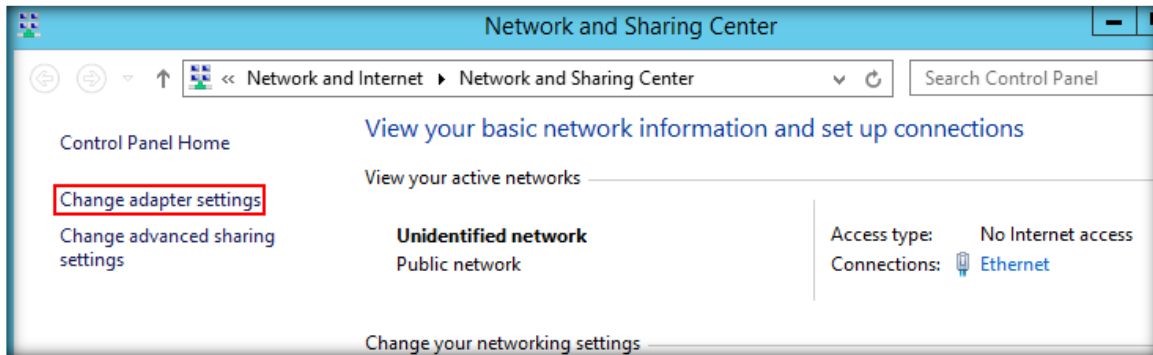 Network and Sharing Center
« Network and Internet Network and Sharing Center
Search Control Panel
Control Panel Home
View your basic network information and set up connections
View your active networks
Change adapter settings
Change advanced sharing
settings
Unidentified network
Public network
Access type: No Internet access
Connections: Ethernet
Change your networking settings